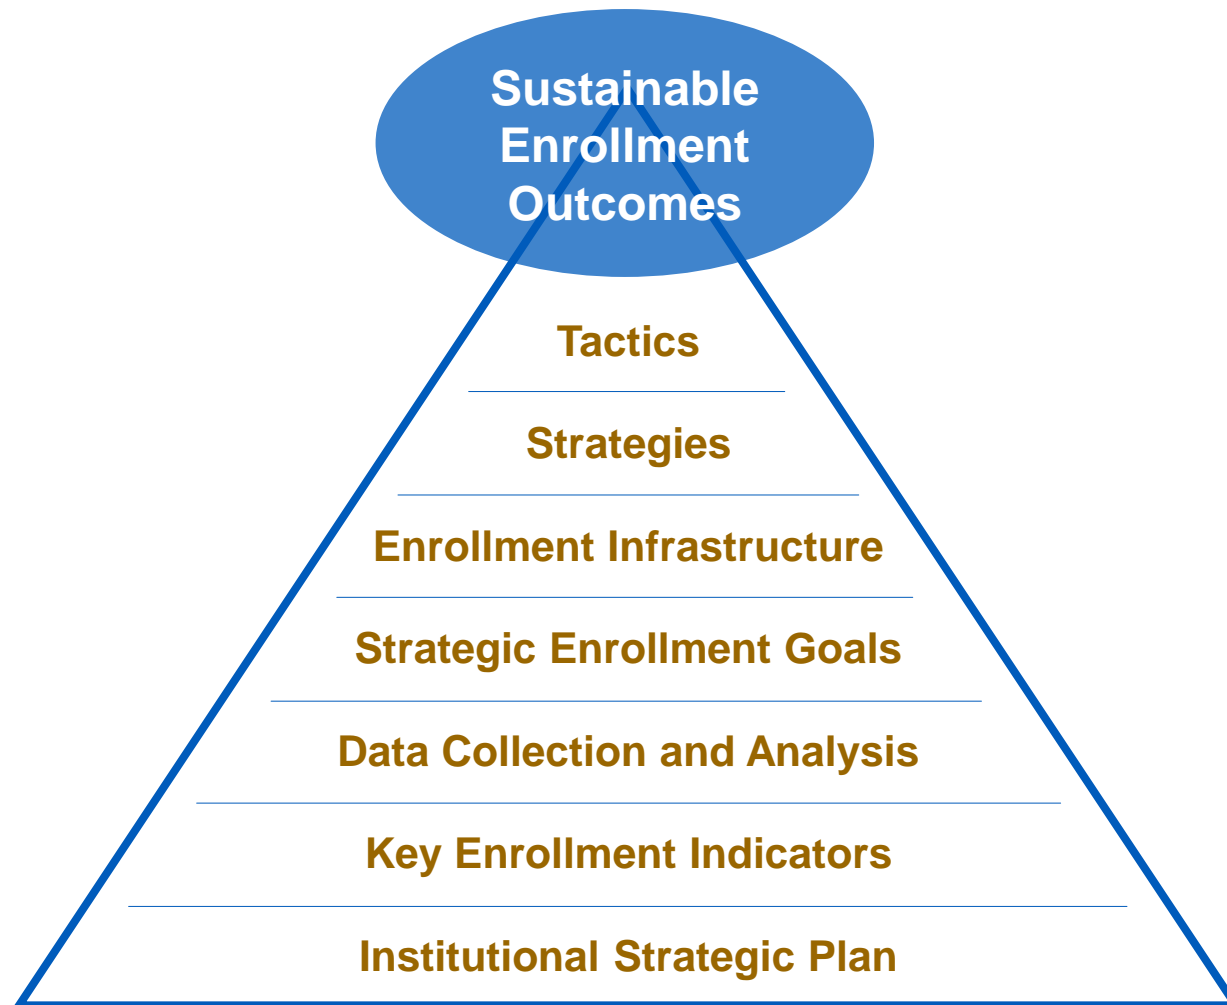 Sustainable
Enrollment
Outcomes
Tactics
Strategies
Enrollment Infrastructure
Strategic Enrollment Goals
Data Collection and Analysis
Key Enrollment Indicators
Institutional Strategic Plan